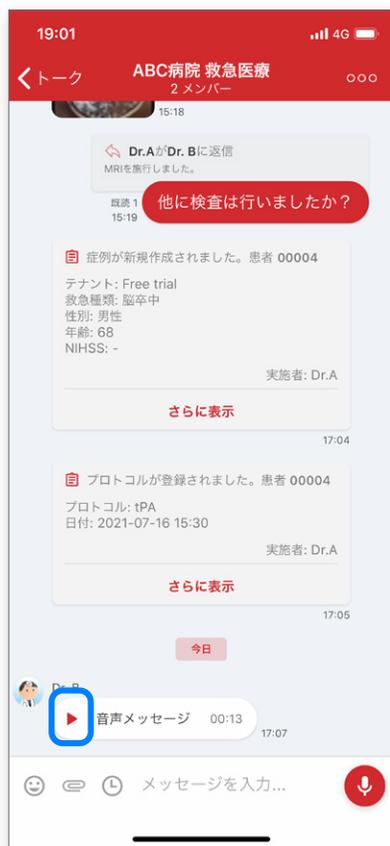 19:01
4G
トーク
ABC病院 救急医療
2 メンバー
15:18
Dr.AがDr. Bに返信
MRIを施行しました。
既読 1
15:19
他に検査は行いましたか？
症例が新規作成されました。患者 00004
テナント: Free trial
救急種類: 脳卒中
性別: 男性
年齢: 68
NIHSS: -
実施者: Dr.A
さらに表示
17:04
プロトコルが登録されました。患者 00004
プロトコル: tPA
日付: 2021-07-16 15:30
実施者: Dr.A
さらに表示
17:05
今日
Dr. B
音声メッセージ 00:13
17:07
メッセージを入力...